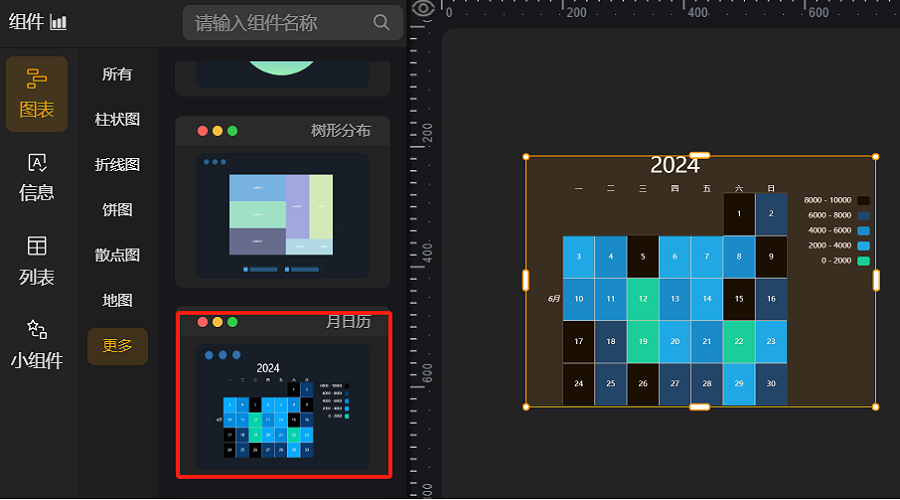 组件
请输入组件名称
图表
信息
列表
小组件
所有
柱状图
折线图
饼图
散点图
地图
更多
树形分布
月日历
2024
0 200 400 600
200
400
600
800
2024
一 二 三 四 五 六 日
1 2
3 4 5 6 7 8 9
6月 10 11 12 13 14 15 16
17 18 19 20 21 22 23
24 25 26 27 28 29 30
8000 - 10000
6000 - 8000
4000 - 6000
2000 - 4000
0 - 2000